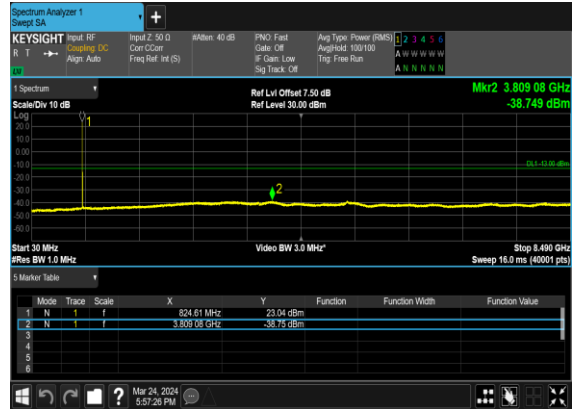 Spectrum Analyzer 1
Swept SA
+
KEYSIGHT Input: RF Input Z: 50 Ω #Atten: 40 dB PNO: Fast Avg Type: Power (RMS) 1 2 3 4 5 6
R T Coupling: DC Corr CCorr Gate: Off Avg|Hold: 100/100 A W W W W W
Align: Auto Freq Ref: Int (S) IF Gain: Low Trig: Free Run
Sig Track: Off A N N N N N
1 Spectrum
Ref Lvl Offset 7.50 dB Mkr2 3.809 08 GHz
Scale/Div 10 dB Ref Level 30.00 dBm -38.749 dBm
Log
20.0
10.0
0.00
-10.0
DL1 -13.00 dBm
-20.0
-30.0
-40.0
-50.0
-60.0
1
2
Start 30 MHz Video BW 3.0 MHz* Stop 8.490 GHz
#Res BW 1.0 MHz Sweep 16.0 ms (40001 pts)
5 Marker Table
Mode Trace Scale X Y Function Function Width Function Value
1 N 1 f 824.61 MHz 23.04 dBm
2 N 1 f 3.809 08 GHz -38.75 dBm
3
4
5
6
? Mar 24, 2024
5:57:26 PM